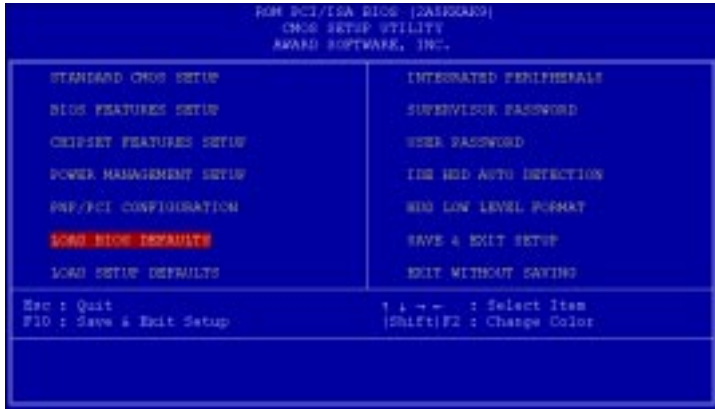 ROM PCI/ISA BIOS
CMOS SETUP UTILITY
AWARD SOFTWARE, INC.
STANDARD CMOS SETUP
BIOS FEATURES SETUP
CHIPSET FEATURES SETUP
POWER MANAGEMENT SETUP
PNP/PCI CONFIGURATION
LOAD BIOS DEFAULTS
LOAD SETUP DEFAULTS
INTEGRATED PERIPHERALS
SUPERVISOR PASSWORD
USER PASSWORD
IDE HDD AUTO DETECTION
HDD LOW LEVEL FORMAT
SAVE & EXIT SETUP
EXIT WITHOUT SAVING
Esc : Quit
F10 : Save & Exit Setup
↑ ↓ → ← : Select Item
(Shift)F2 : Change Color